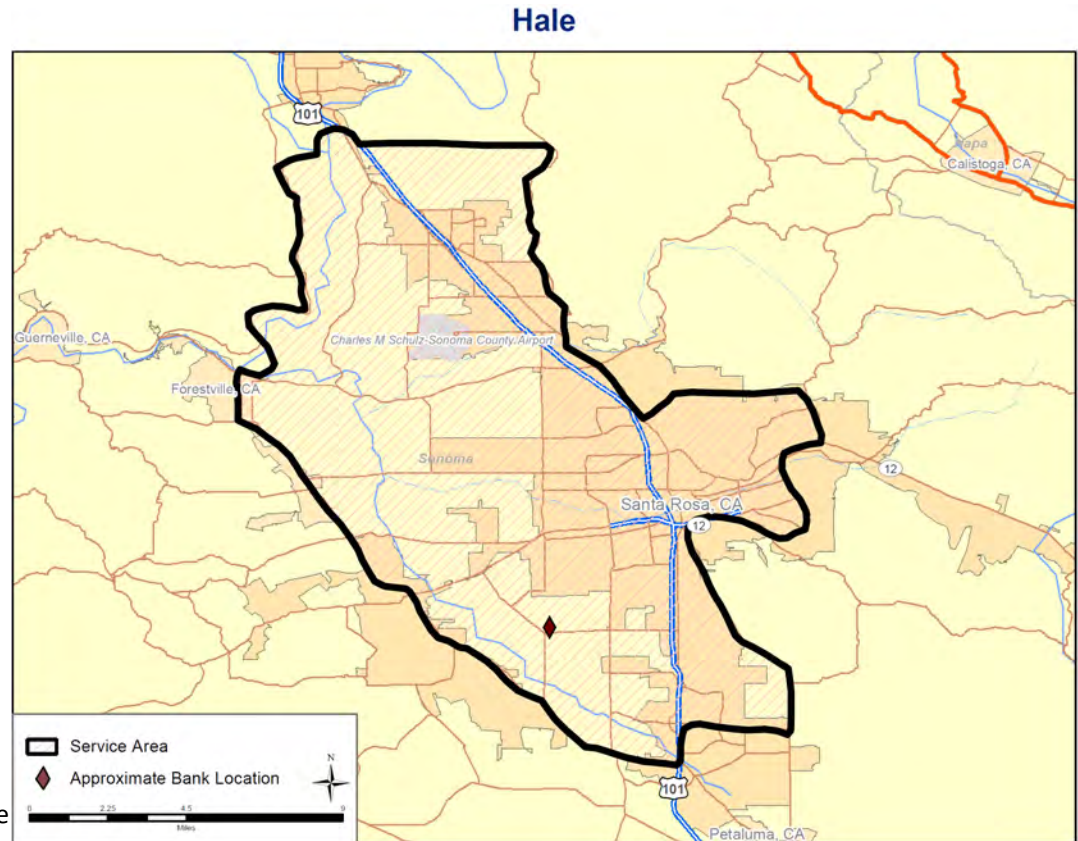 Hale
101
Napa
Calistoga, CA
Guerneville, CA
Charles M Schulz-Sonoma County Airport
Forestville, CA
Sonoma
12
Santa Rosa, CA
12
Service Area
Approximate Bank Location
N
0 2.25 4.5 9
Miles
e
101
Petaluma, CA